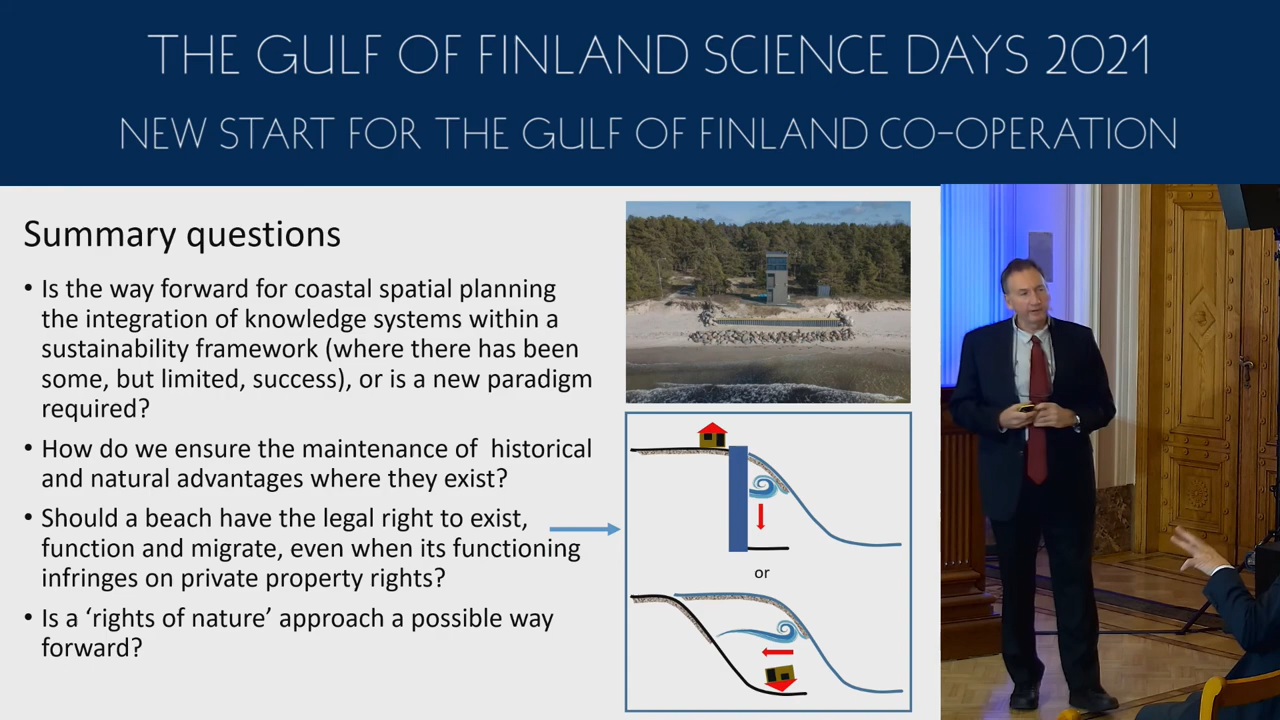 THE GULF OF FINLAND SCIENCE DAYS 2021
NEW START FOR THE GULF OF FINLAND CO-OPERATION
Summary questions
• Is the way forward for coastal spatial planning
the integration of knowledge systems within a
sustainability framework (where there has been
some, but limited, success), or is a new paradigm
required?
• How do we ensure the maintenance of historical
and natural advantages where they exist?
• Should a beach have the legal right to exist,
function and migrate, even when its functioning
infringes on private property rights?
• Is a ‘rights of nature’ approach a possible way
forward?
or